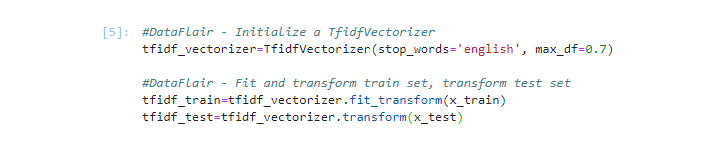 [5]: #DataFlair - Initialize a TfidfVectorizer
tfidf_vectorizer=TfidfVectorizer(stop_words='english', max_df=0.7)
#DataFlair - Fit and transform train set, transform test set
tfidf_train=tfidf_vectorizer.fit_transform(x_train)
tfidf_test=tfidf_vectorizer.transform(x_test)